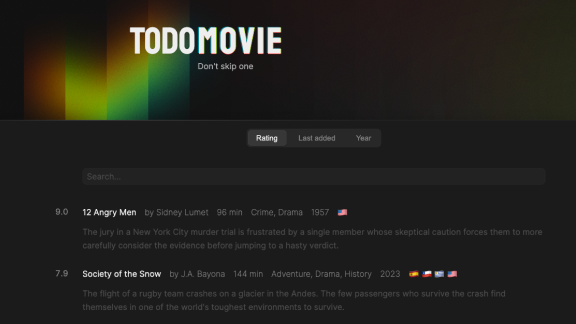 TODOMOVIE
Don't skip one
Rating Last added Year
Search...
9.0 12 Angry Men by Sidney Lumet 96 min Crime, Drama 1957
The jury in a New York City murder trial is frustrated by a single member whose skeptical caution forces them to more
carefully consider the evidence before jumping to a hasty verdict.
7.9 Society of the Snow by J.A. Bayona 144 min Adventure, Drama, History 2023
The flight of a rugby team crashes on a glacier in the Andes. The few passengers who survive the crash find
themselves in one of the world's toughest environments to survive.